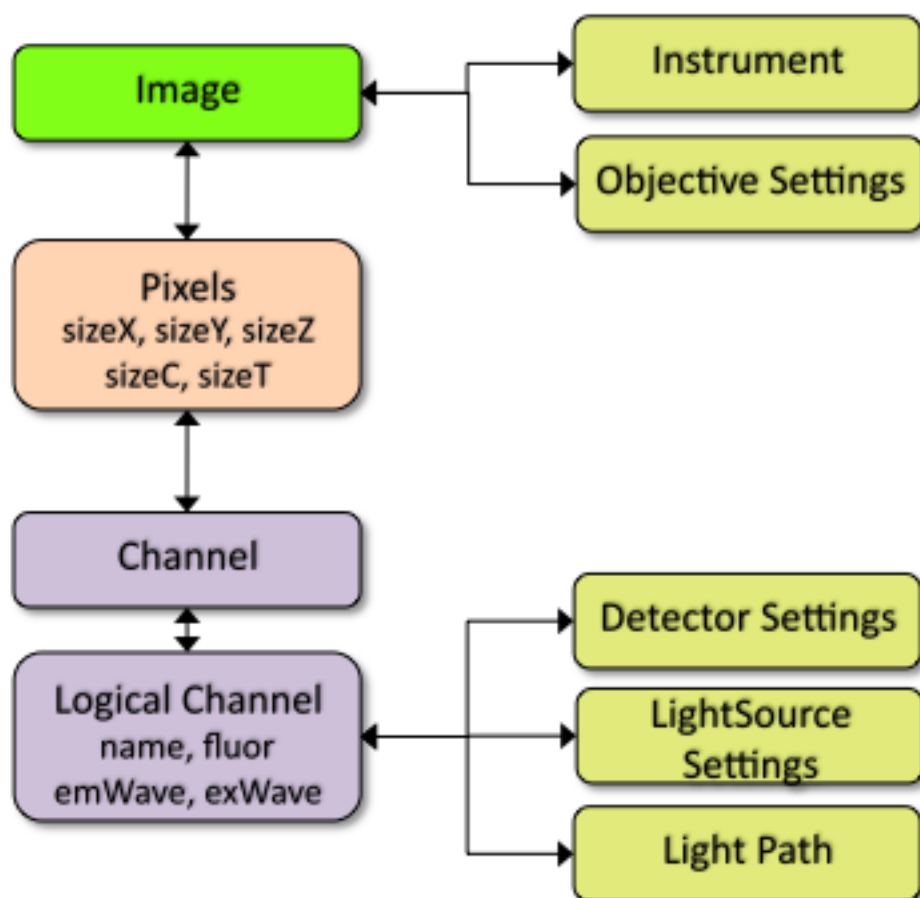 Image
Instrument
Objective Settings
Pixels
sizeX, sizeY, sizeZ
sizeC, sizeT
Channel
Logical Channel
name, fluor
emWave, exWave
Detector Settings
LightSource
Settings
Light Path